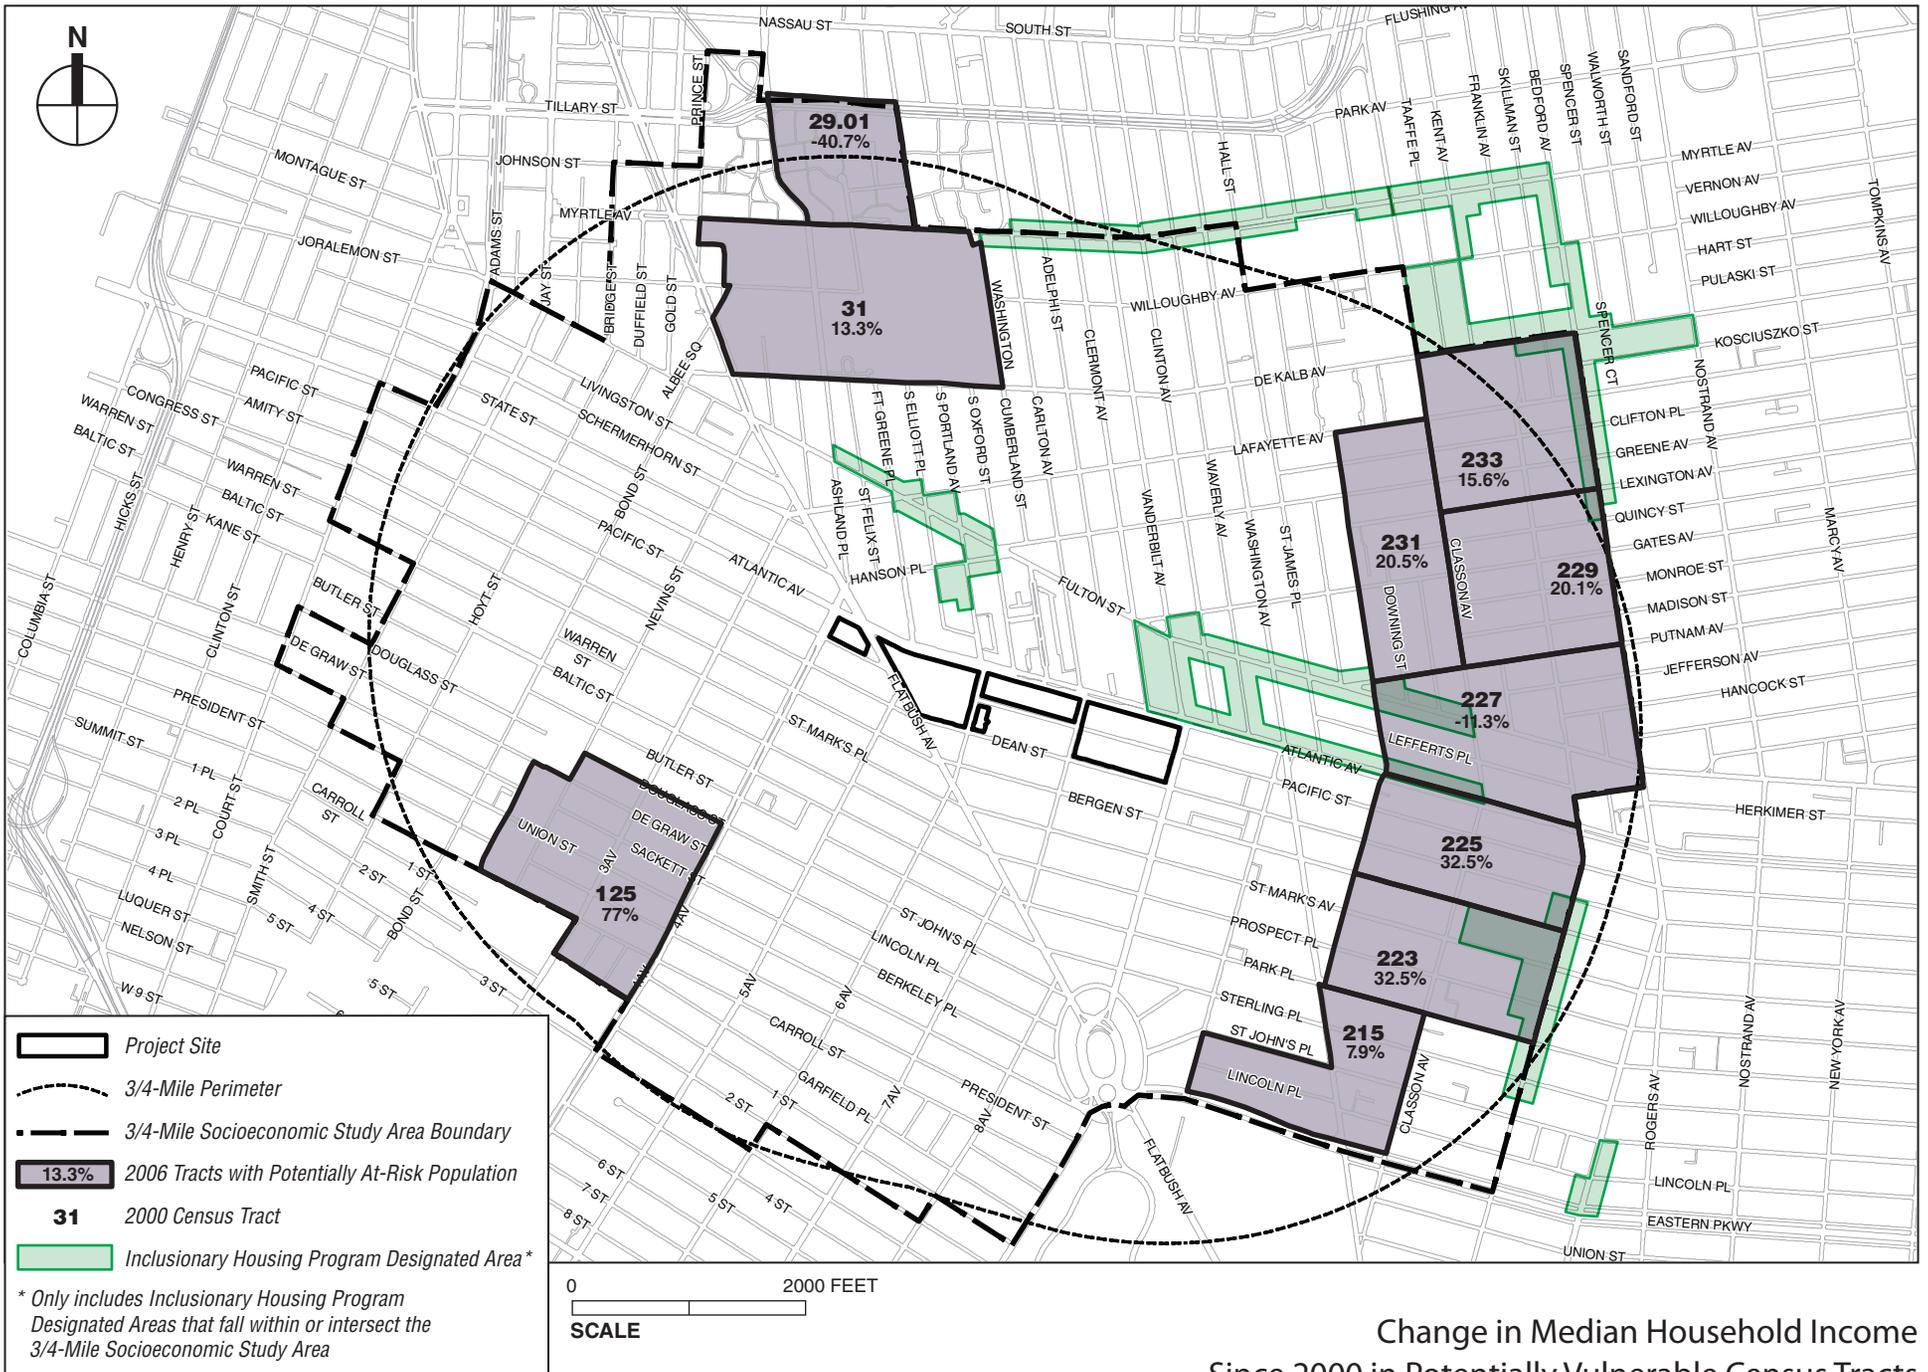 N
NASSAU ST
SOUTH ST
PRINCE ST
TILLARY ST
PARK AV
TAAFFE PL
KENT AV
FRANKLIN AV
SKILLMAN ST
BEDFORD AV
SPENCER ST
WALWORTH ST
SANDFORD ST
29.01
-40.7%
JOHNSON ST
MONTAGUE ST
MYRTLE AV
HALL ST
MYRTLE AV
VERNON AV
WILLOUGHBY AV
HART ST
PULASKI ST
TOMPKINS AV
JORALEMON ST
ADAMS ST
JAY ST
BRIDGE ST
DUFFIELD ST
GOLD ST
ALBEE SQ
31
13.3%
WASHINGTON
ADELPHI ST
WILLOUGHBY AV
CLERMONT AV
CLINTON AV
DE KALB AV
SPENCER CT
KOSCIUSZKO ST
NOSTRAND AV
PACIFIC ST
AMITY ST
CONGRESS ST
WARREN ST
BALTIC ST
STATE ST
LIVINGSTON ST
SCHERMERHORN ST
FT GREENE PL
S ELLIOTT PL
S PORTLAND AV
S OXFORD ST
CUMBERLAND ST
CARLTON AV
LAFAYETTE AV
233
15.6%
CLIFTON PL
GREENE AV
LEXINGTON AV
QUINCY ST
GATES AV
MONROE ST
MADISON ST
PUTNAM AV
JEFFERSON AV
HANCOCK ST
MARCY AV
HICKS ST
WARREN ST
BALTIC ST
KANE ST
HENRY ST
BOND ST
PACIFIC ST
ATLANTIC AV
ASHLAND PL
ST FELIX ST
HANSON PL
FULTON ST
VANDERBILT AV
WAVERLY AV
WASHINGTON AV
ST JAMES PL
231
20.5%
DOWNING ST
CLASSON AV
229
20.1%
COLUMBIA ST
BUTLER ST
CLINTON ST
DE GRAW ST
DOUGLASS ST
HOYT ST
NEVINS ST
WARREN
ST
BALTIC ST
PRESIDENT ST
SUMMIT ST
FLATBUSH AV
ST MARK'S PL
DEAN ST
BERGEN ST
227
-11.3%
LEFFERTS PL
ATLANTIC AV
PACIFIC ST
HERKIMER ST
1 PL
2 PL
3 PL
4 PL
COURT ST
CARROLL
ST
BUTLER ST
DOUGLASS ST
DE GRAW ST
SACKETT ST
UNION ST
3AV
125
77%
4AV
4AV
225
32.5%
LUQUER ST
NELSON ST
W 9 ST
SMITH ST
1 ST
2 ST
4 ST
5 ST
BOND ST
5 ST
3 ST
5AV
6AV
ST JOHN'S PL
LINCOLN PL
BERKELEY PL
ST MARK'S AV
PROSPECT PL
PARK PL
STERLING PL
ST JOHN'S PL
LINCOLN PL
223
32.5%
215
7.9%
CLASSON AV
NOSTRAND AV
NEW YORK AV
ROGERS AV
CARROLL ST
GARFIELD PL
7AV
8AV
PRESIDENT ST
1 ST
2 ST
4 ST
5 ST
6 ST
7 ST
8 ST
FLATBUSH AV
LINCOLN PL
EASTERN PKWY
UNION ST
Project Site
3/4-Mile Perimeter
3/4-Mile Socioeconomic Study Area Boundary
13.3% 2006 Tracts with Potentially At-Risk Population
31 2000 Census Tract
Inclusionary Housing Program Designated Area*
* Only includes Inclusionary Housing Program
Designated Areas that fall within or intersect the
3/4-Mile Socioeconomic Study Area
0 2000 FEET
SCALE
Change in Median Household Income
Since 2000 in Potentially Vulnerable Census Tracts